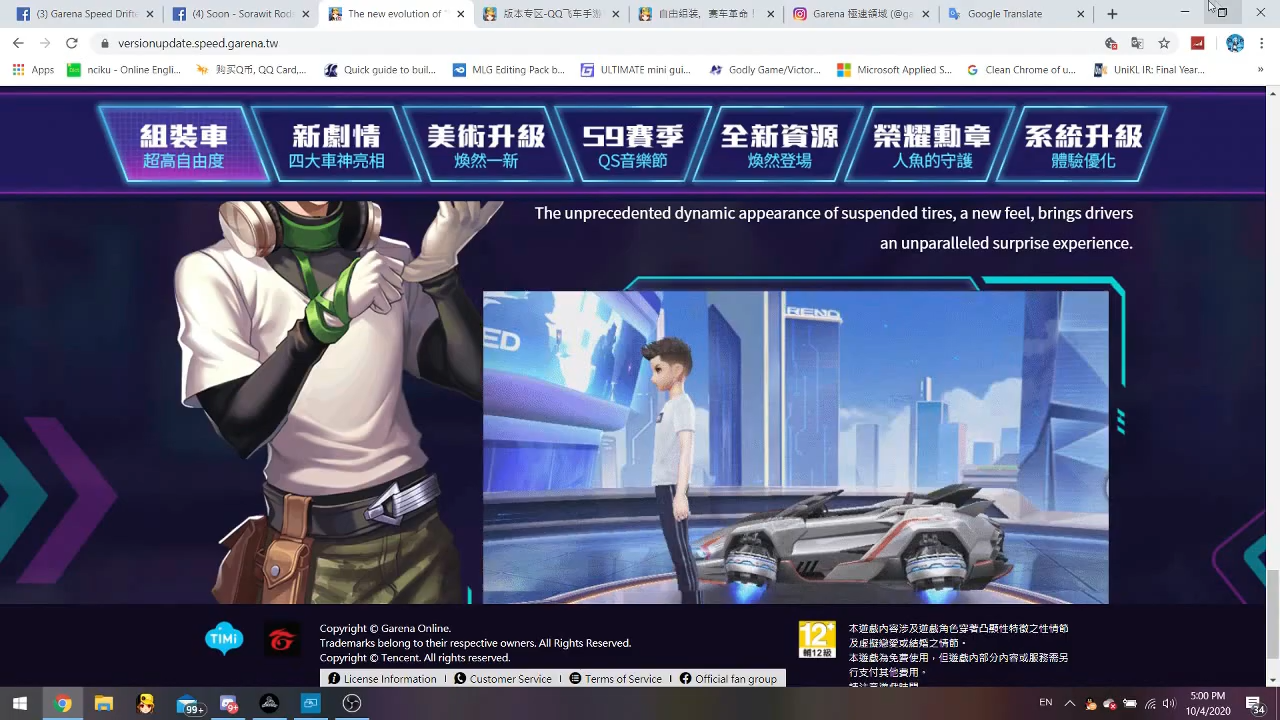 (3) Facebook
(4) Soon - Sorrow Rod
The new evolution of "
版本专区-QQ飞车手游
自由组装，赛车革命！
Garena 極速領域 (@ga
Google Translate
versionupdate.speed.garena.tw
Apps
nciku - Online Engli...
购买Q币, QQ Card,...
Quick guide to buil...
MLG Editing Pack b...
ULTIMATE mini gui...
Godly Game/Victor...
Microsoft Applied S...
Clean Chrome of u...
UniKL IR: Final Year...
»
組裝車
超高自由度
新劇情
四大車神亮相
美術升級
煥然一新
S9賽季
QS音樂節
全新資源
煥然登場
榮耀勳章
人魚的守護
系統升級
體驗優化
The unprecedented dynamic appearance of suspended tires, a new feel, brings drivers
an unparalleled surprise experience.
ED
RENO
TiMi
Copyright © Garena Online.
Trademarks belong to their respective owners. All Rights Reserved.
Copyright © Tencent. All rights reserved.
License Information
Customer Service
Terms of Service
Official fan group
12+
輔12級
本遊戲內容涉及遊戲角色穿著凸顯性特徵之性情節
及虛擬戀愛或結婚之情節。
本遊戲為免費使用，但遊戲內部分內容或服務需另
行支付其他費用。
99+
EN
5:00 PM
10/4/2020
34